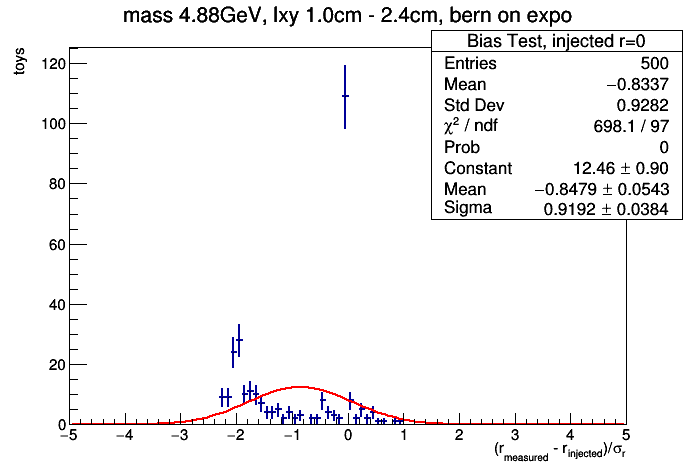 mass 4.88GeV, lxy 1.0cm - 2.4cm, bern on expo
Bias Test, injected r=0
Entries 500
Mean −0.8337
Std Dev 0.9282
χ² / ndf 698.1 / 97
Prob 0
Constant 12.46 ± 0.90
Mean −0.8479 ± 0.0543
Sigma 0.9192 ± 0.0384
toys
120
100
80
60
40
20
0
−5 −4 −3 −2 −1 0 1 2 3 4 5
(r_measured - r_injected)/σ_r